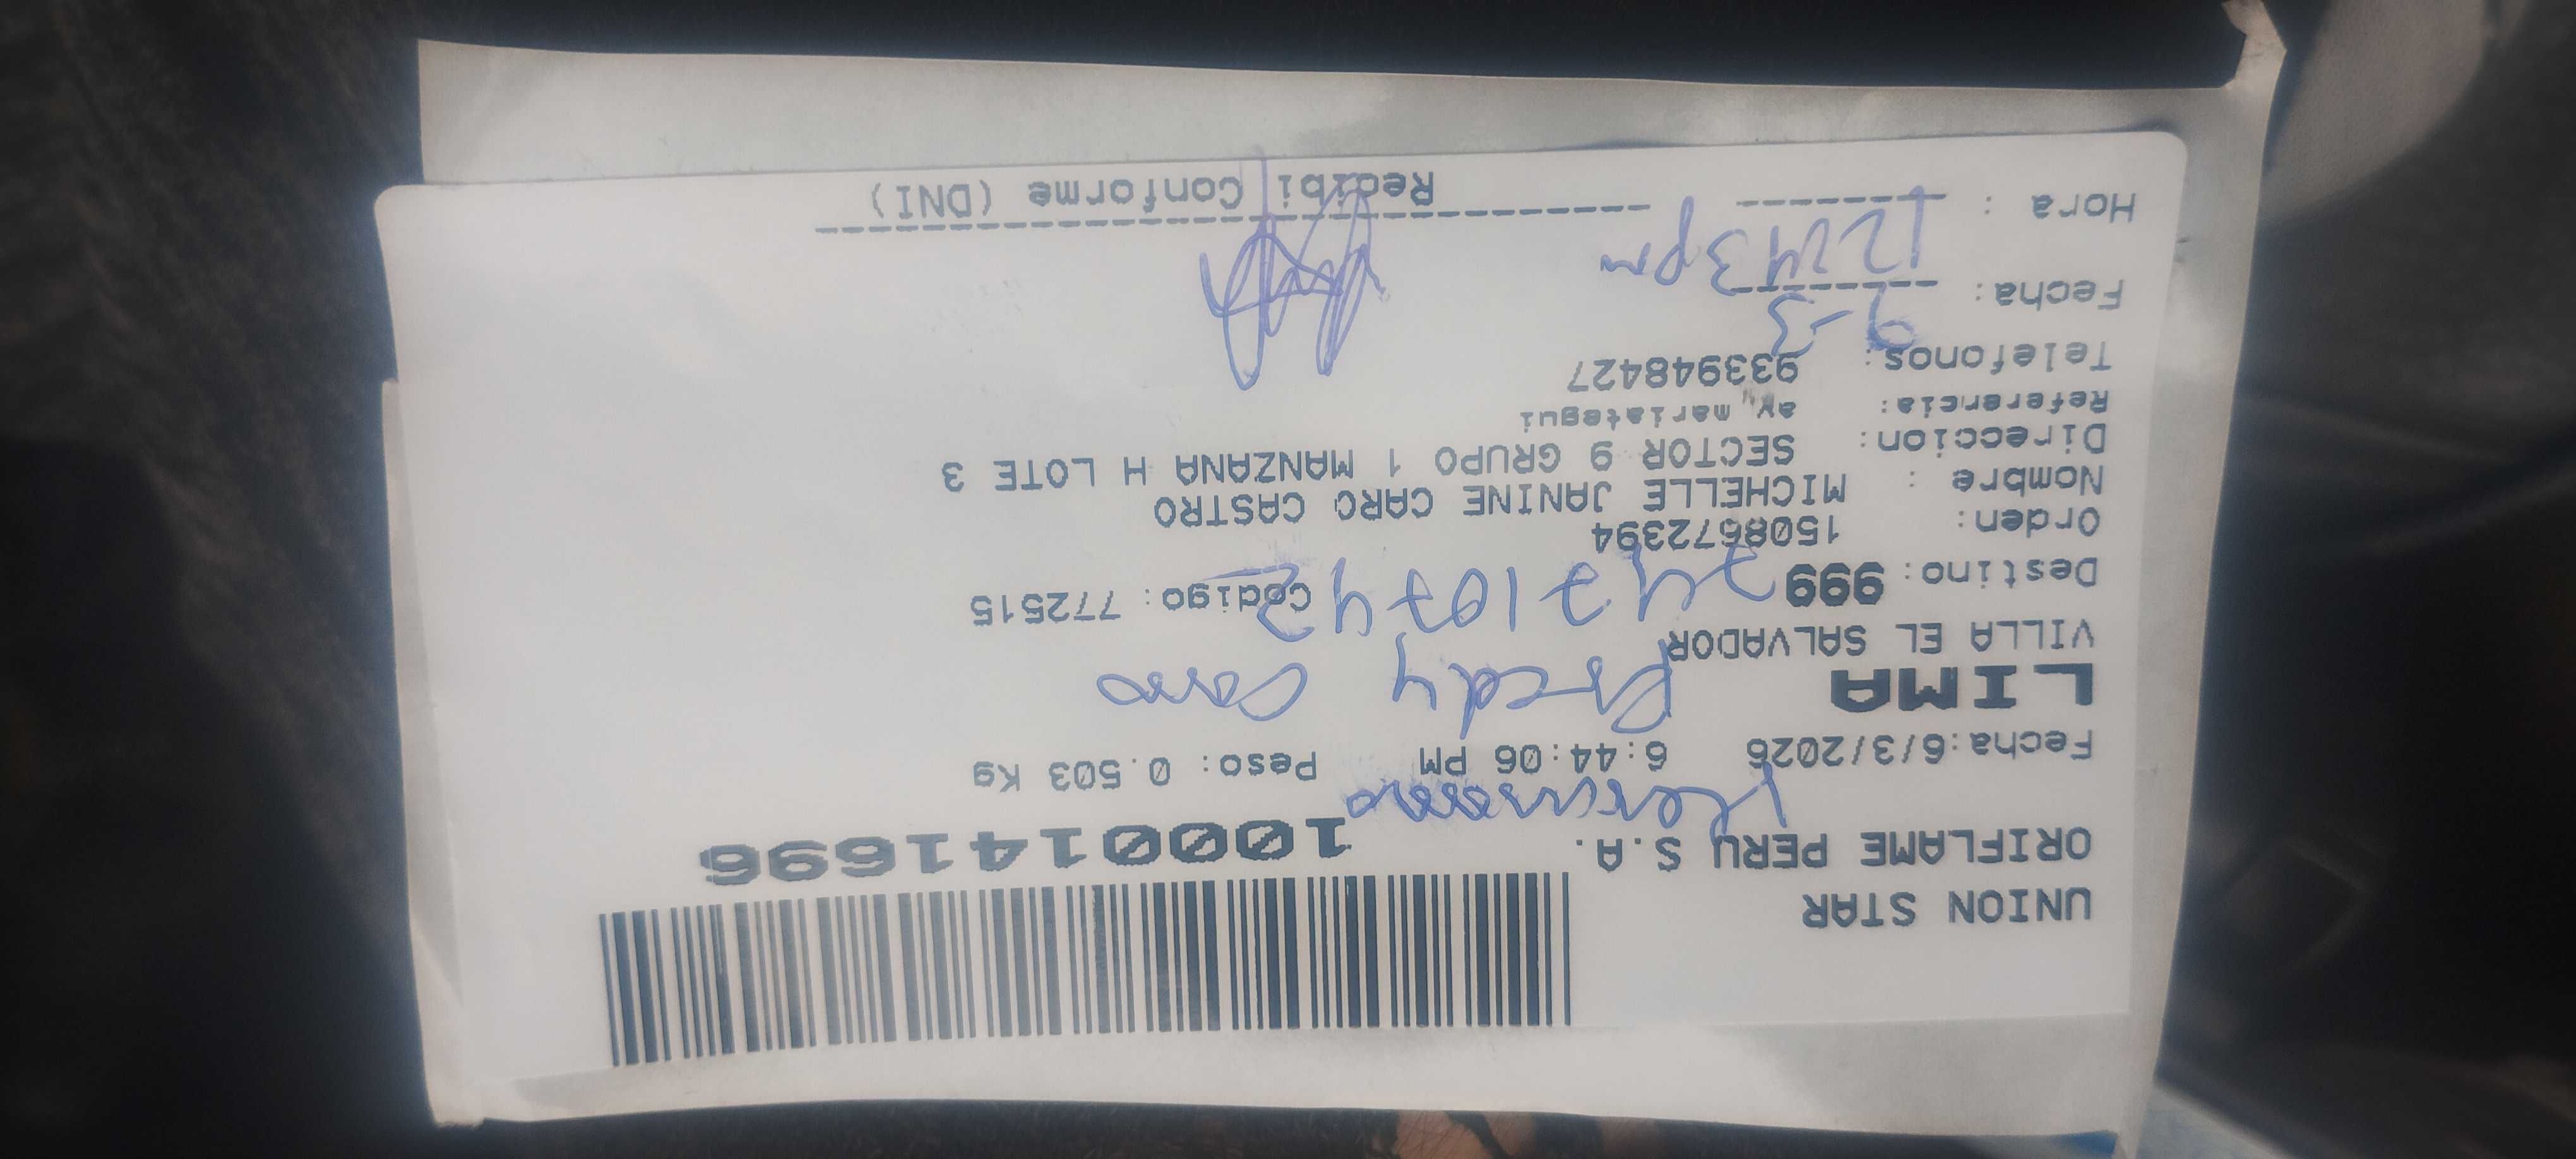 UNION STAR
ORIFLAME PERU S.A.
1000141696
Hermano
Fecha:6/3/2026 6:44:06 PM Peso: 0.503 Kg
LIMA
Caro
VILLA EL SALVADOR
Destino: 999 Codigo: 772515
Orden: 1508672394
Nombre : MICHELLE JANINE CARO CASTRO
Direccion: SECTOR 9 GRUPO 1 MANZANA H LOTE 3
Referencia: av mariategui
Telefonos: 933948427
Fecha: 9-3
Hora : 12:43pm
Recibi Conforme (DNI)